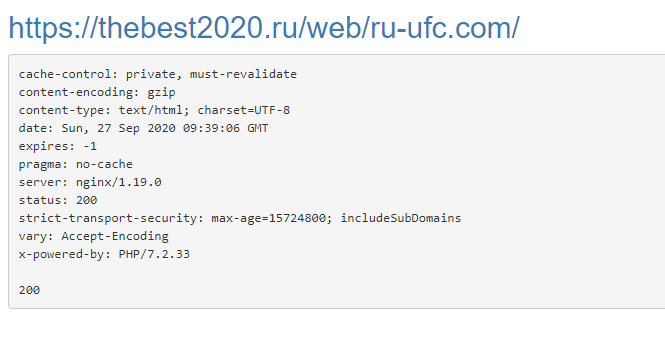 https://thebest2020.ru/web/ru-ufc.com/
cache-control: private, must-revalidate
content-encoding: gzip
content-type: text/html; charset=UTF-8
date: Sun, 27 Sep 2020 09:39:06 GMT
expires: -1
pragma: no-cache
server: nginx/1.19.0
status: 200
strict-transport-security: max-age=15724800; includeSubDomains
vary: Accept-Encoding
x-powered-by: PHP/7.2.33
200